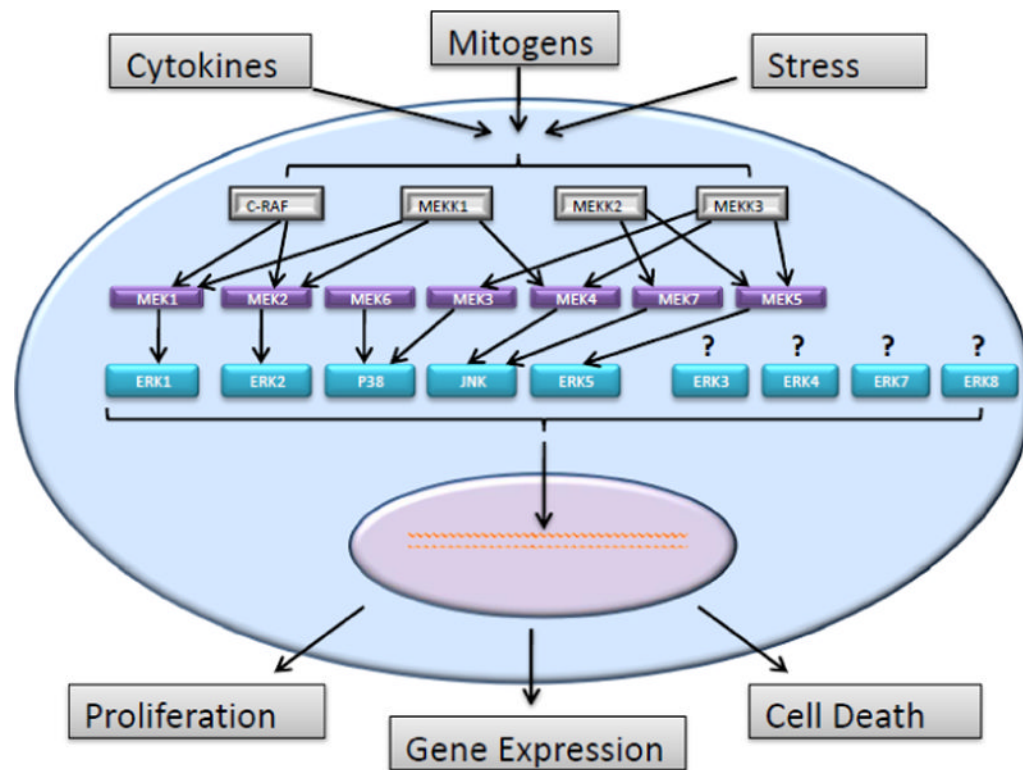 Cytokines
Mitogens
Stress
C-RAF
MEKK1
MEKK2
MEKK3
MEK1
MEK2
MEK6
MEK3
MEK4
MEK7
MEK5
? ? ? ?
ERK1
ERK2
P38
JNK
ERK5
ERK3
ERK4
ERK7
ERK8
Proliferation
Gene Expression
Cell Death